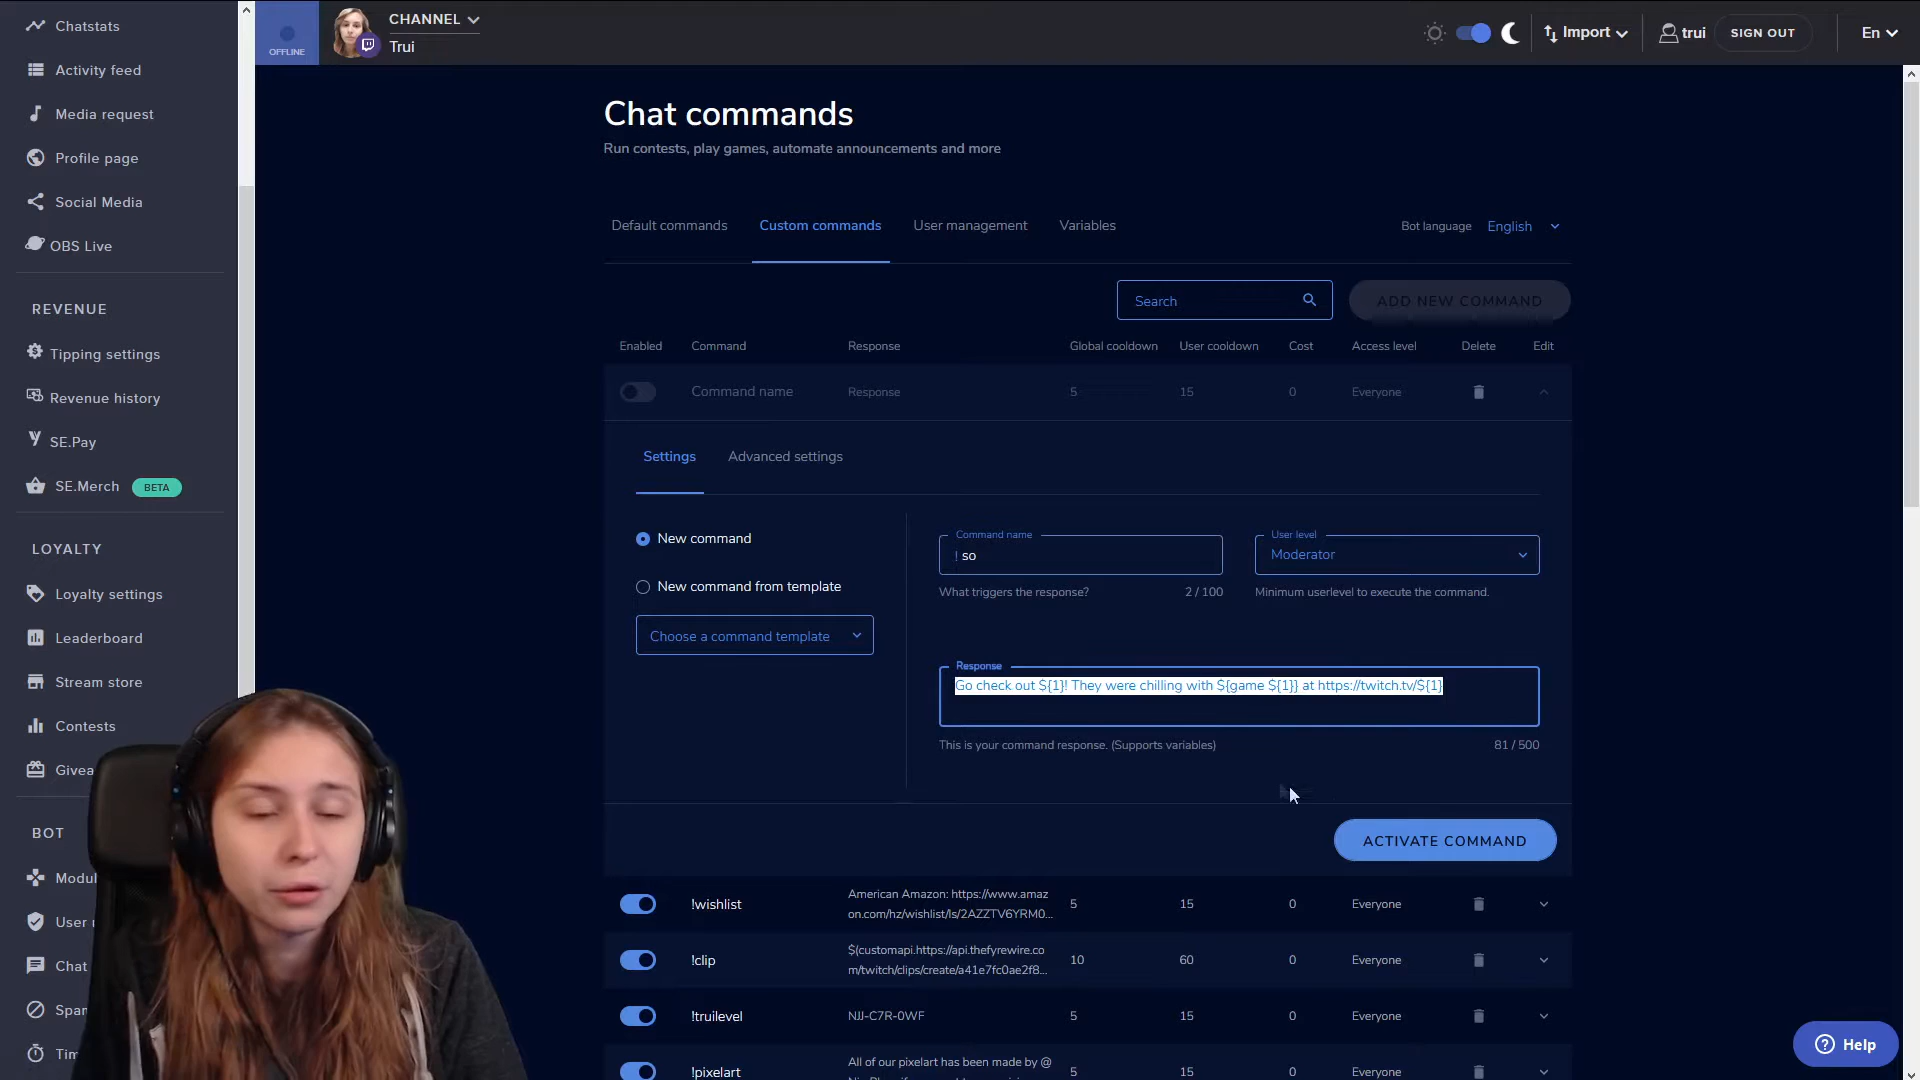 Chatstats
Activity feed
Media request
Profile page
Social Media
OBS Live
REVENUE
Tipping settings
Revenue history
SE.Pay
SE.Merch BETA
LOYALTY
Loyalty settings
Leaderboard
Stream store
Contests
Givea
BOT
Modul
User
Chat
Span
Tim
OFFLINE
CHANNEL
Trui
Import
trui
SIGN OUT
En
Chat commands
Run contests, play games, automate announcements and more
Default commands Custom commands User management Variables
Bot language English
Search
ADD NEW COMMAND
Enabled Command Response Global cooldown User cooldown Cost Access level Delete Edit
Command name Response 5 15 0 Everyone
Settings Advanced settings
New command
New command from template
Choose a command template
Command name
! so
What triggers the response? 2 / 100
User level
Moderator
Minimum userlevel to execute the command.
Response
Go check out ${1}! They were chilling with ${game ${1}} at https://twitch.tv/${1}
This is your command response. (Supports variables) 81 / 500
ACTIVATE COMMAND
!wishlist American Amazon: https://www.amaz
on.com/hz/wishlist/ls/2AZZTV6YRM0... 5 15 0 Everyone
!clip $(customapi.https://api.thefyrewire.co
m/twitch/clips/create/a41e7fc0ae2f8... 10 60 0 Everyone
!truilevel NJJ-C7R-0WF 5 15 0 Everyone
!pixelart All of our pixelart has been made by @
5 15 0 Everyone
Help